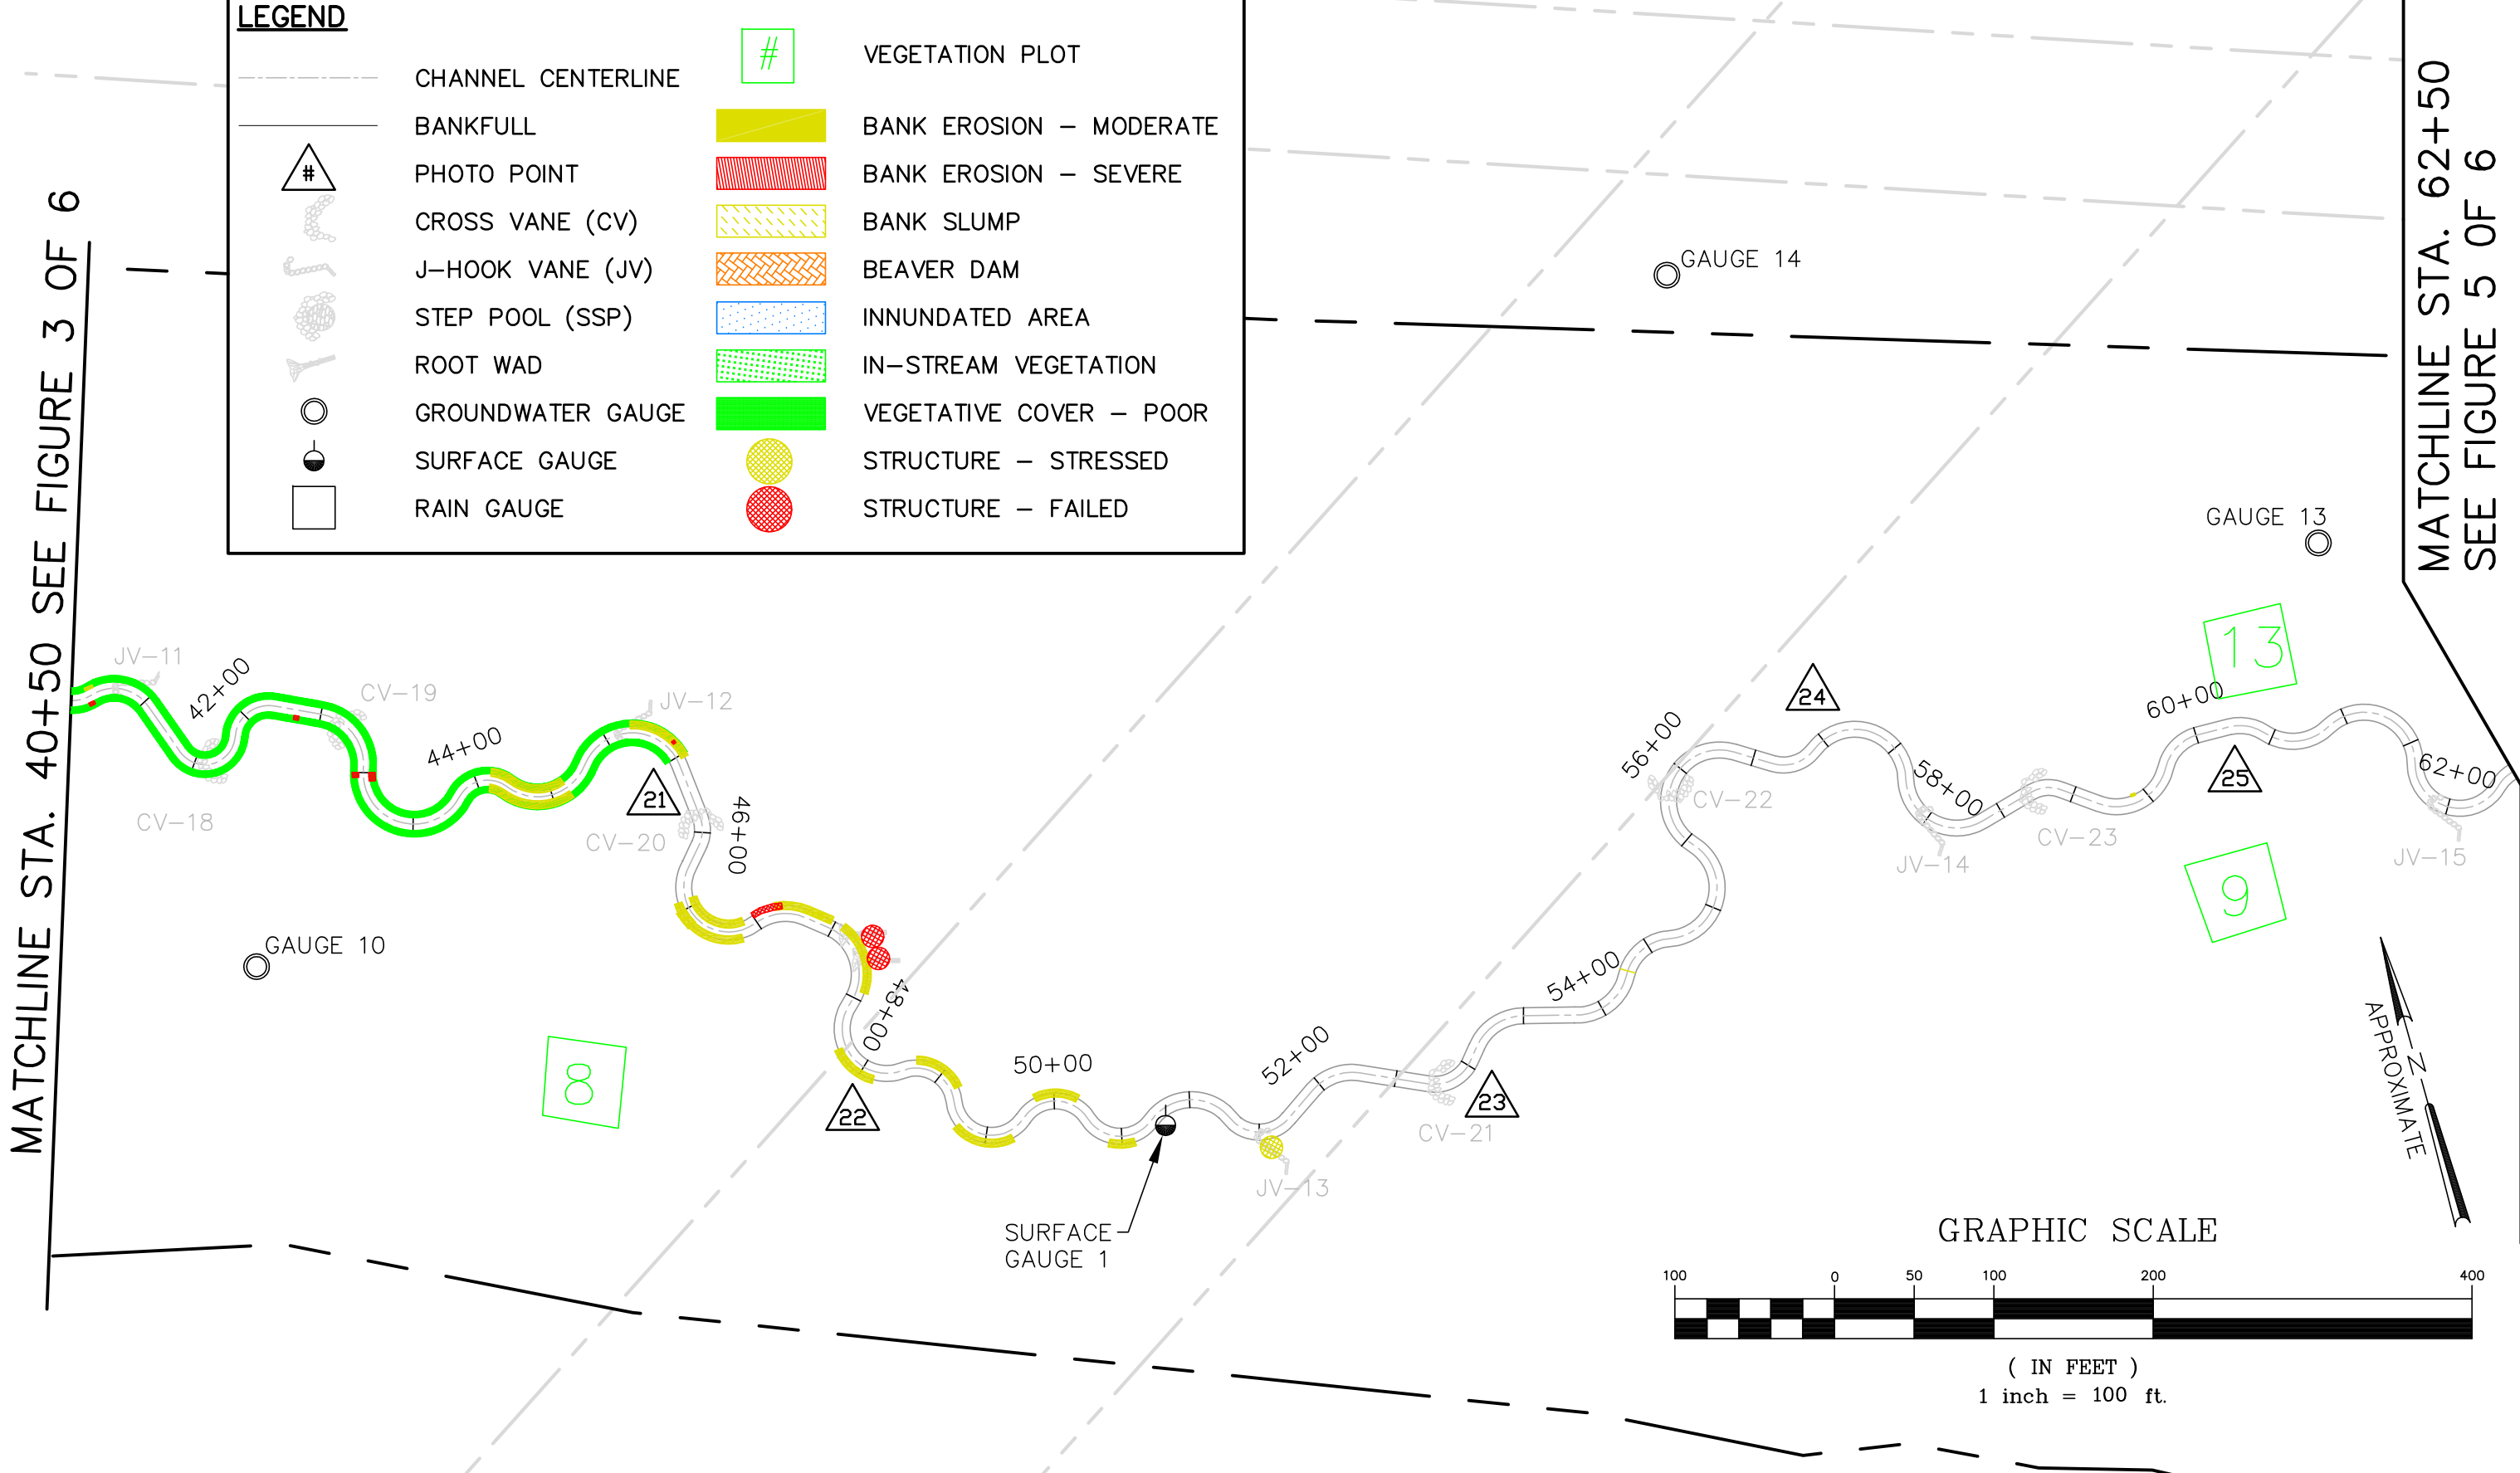 LEGEND
CHANNEL CENTERLINE
BANKFULL
# PHOTO POINT
CROSS VANE (CV)
J-HOOK VANE (JV)
STEP POOL (SSP)
ROOT WAD
GROUNDWATER GAUGE
SURFACE GAUGE
RAIN GAUGE
# VEGETATION PLOT
BANK EROSION - MODERATE
BANK EROSION - SEVERE
BANK SLUMP
BEAVER DAM
INNUNDATED AREA
IN-STREAM VEGETATION
VEGETATIVE COVER - POOR
STRUCTURE - STRESSED
STRUCTURE - FAILED
MATCHLINE STA. 40+50 SEE FIGURE 3 OF 6
MATCHLINE STA. 62+50
SEE FIGURE 5 OF 6
GAUGE 14
GAUGE 13
13
JV-11
42+00
CV-19
44+00
JV-12
CV-18
21
CV-20
46+00
GAUGE 10
8
48+00
22
50+00
SURFACE
GAUGE 1
52+00
JV-13
CV-21
23
54+00
56+00
CV-22
24
58+00
JV-14
CV-23
60+00
25
62+00
JV-15
9
N
APPROXIMATE
GRAPHIC SCALE
100 0 50 100 200 400
( IN FEET )
1 inch = 100 ft.